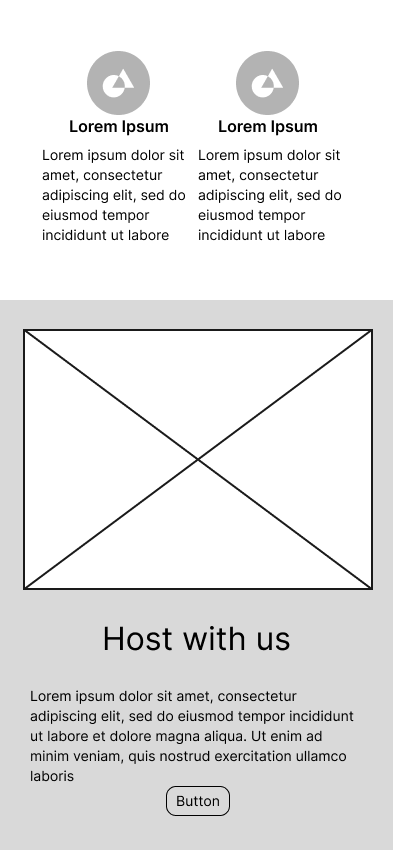 Lorem Ipsum
Lorem ipsum dolor sit
amet, consectetur
adipiscing elit, sed do
eiusmod tempor
incididunt ut labore
Lorem Ipsum
Lorem ipsum dolor sit
amet, consectetur
adipiscing elit, sed do
eiusmod tempor
incididunt ut labore
Host with us
Lorem ipsum dolor sit amet, consectetur
adipiscing elit, sed do eiusmod tempor incididunt
ut labore et dolore magna aliqua. Ut enim ad
minim veniam, quis nostrud exercitation ullamco
laboris
Button